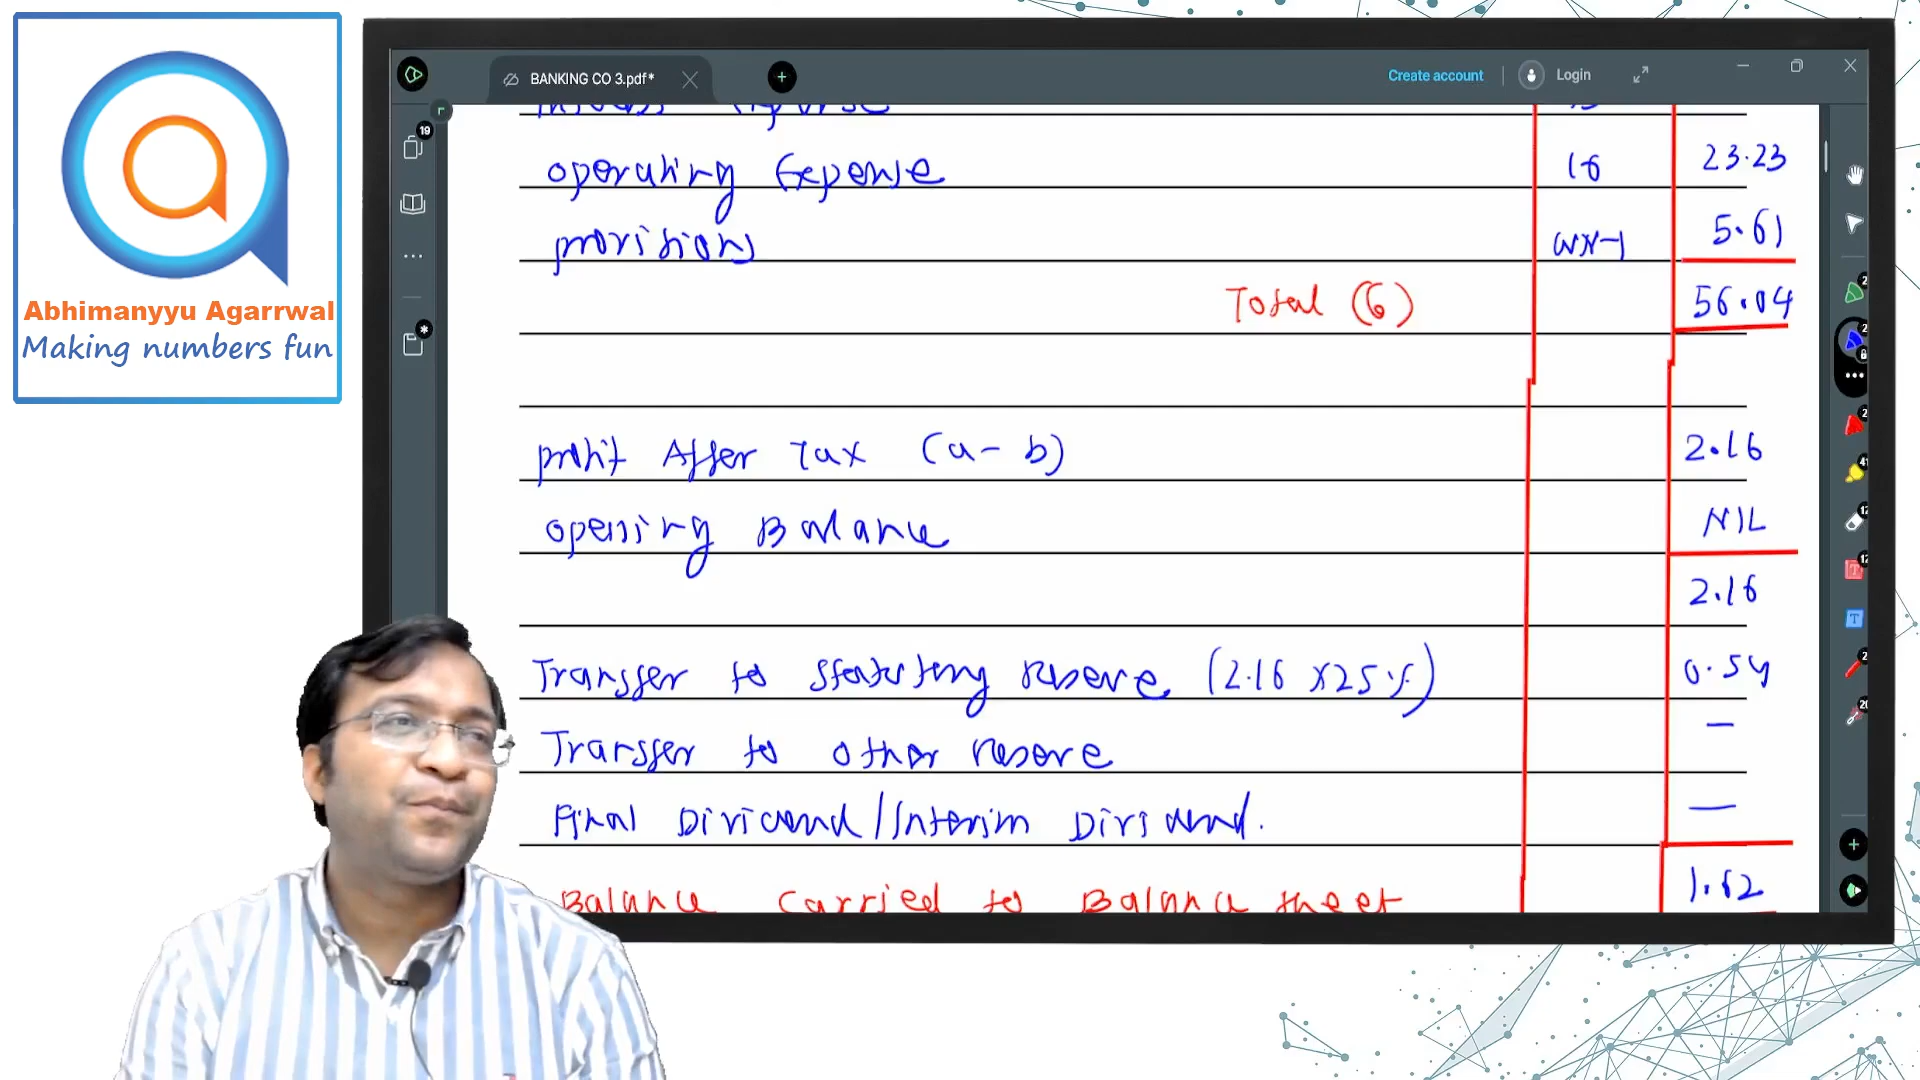 Abhimanyyu Agarrwal
Making numbers fun
BANKING CO 3.pdf*
Create account
Login
19
operating Expense 16 23.23
provisions WN-1 5.61
Total (b) 56.04
profit After Tax (a-b) 2.16
opening Balance NIL
2.16
Transfer to statutory reserve (2.16 x 25%) 0.54
Transfer to other reserve —
Final Dividend/Interim Dividend. —
Balance carried to Balance sheet 1.62